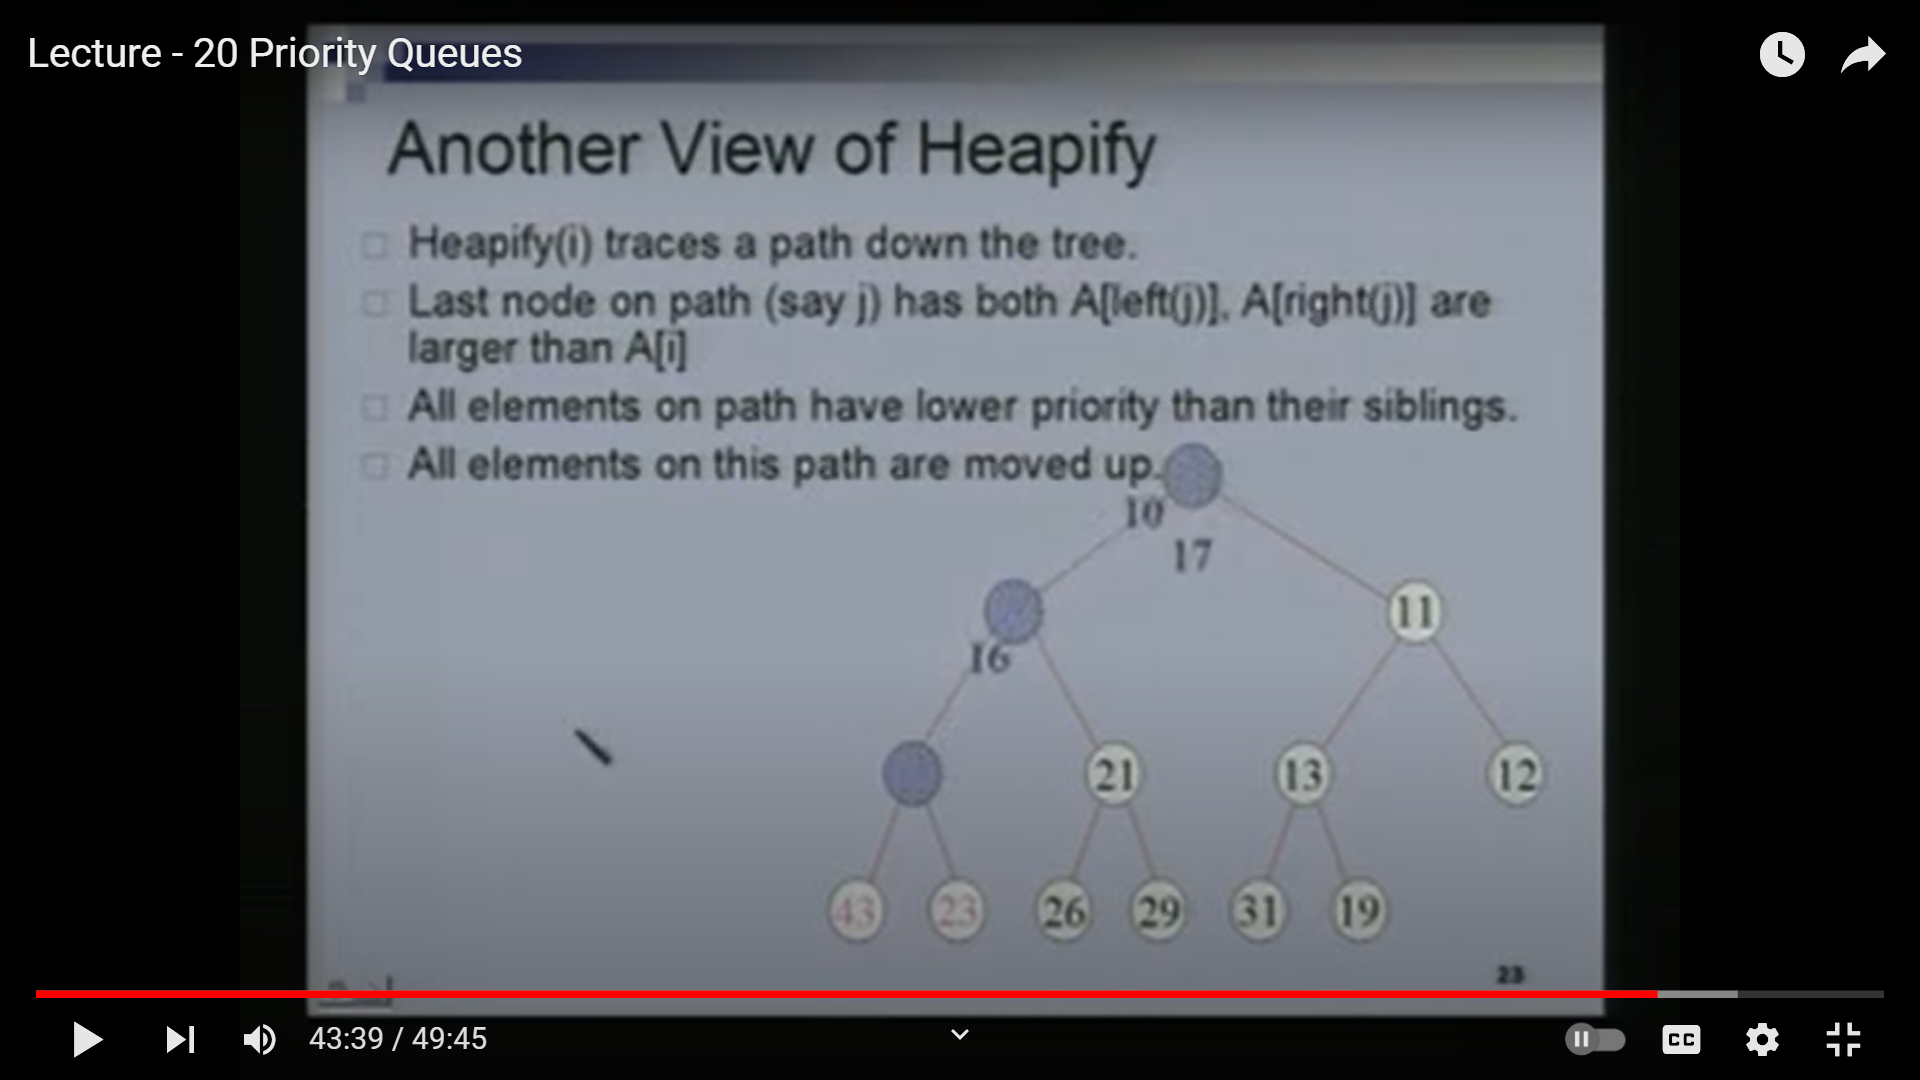 Lecture - 20 Priority Queues
Another View of Heapify
Heapify(i) traces a path down the tree.
Last node on path (say j) has both A[left(j)], A[right(j)] are
larger than A[i]
All elements on path have lower priority than their siblings.
All elements on this path are moved up.
10
17
11
16
21
13
12
43
23
26
29
31
19
23
43:39 / 49:45
CC